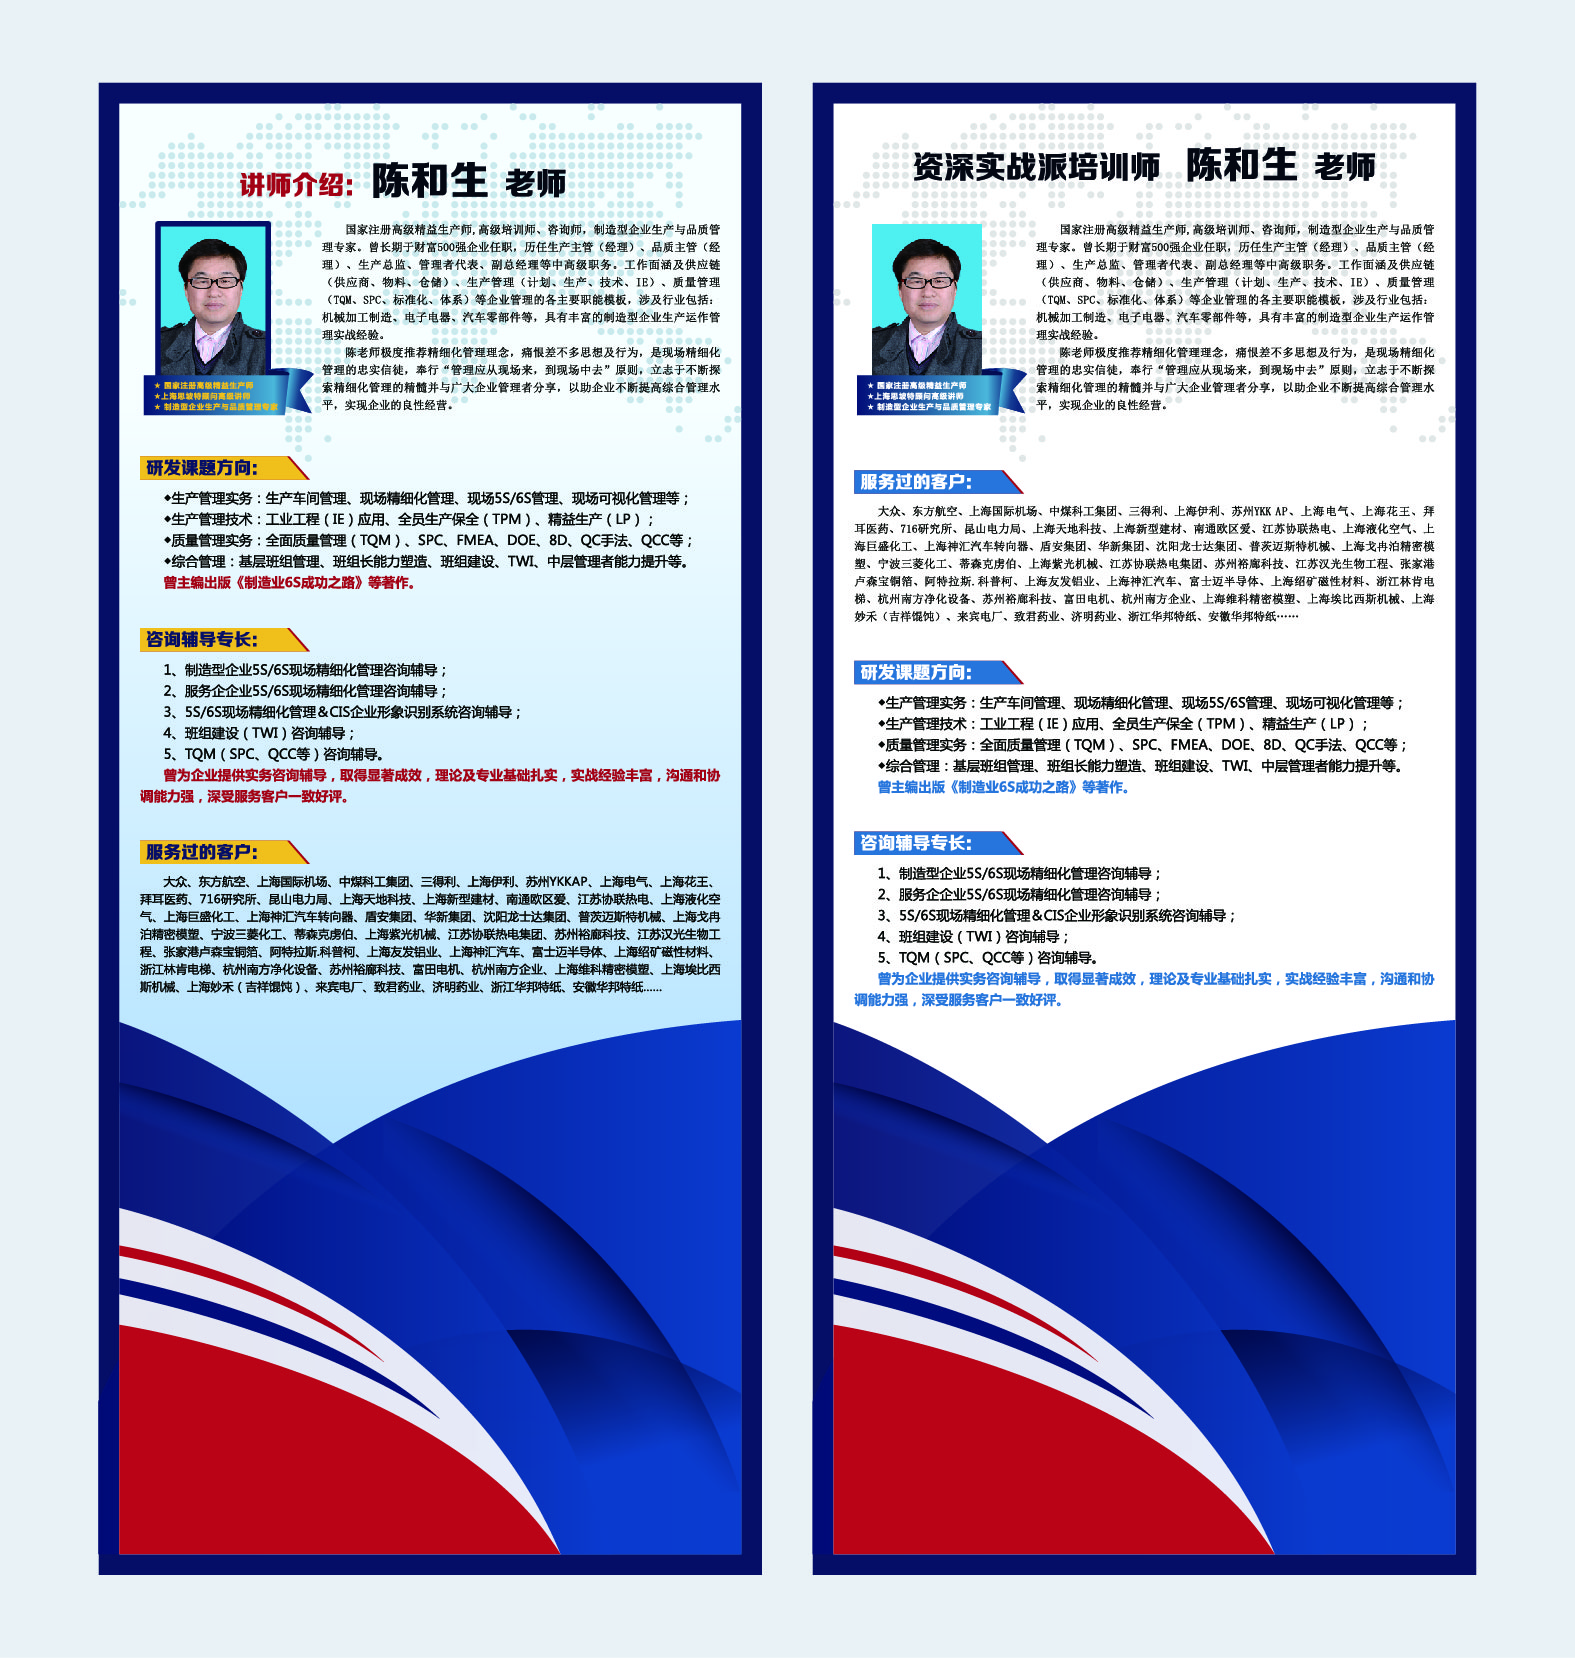 讲师介绍: 陈和生 老师
国家注册高级精益生产师,高级培训师、咨询师，制造型企业生产与品质管
理专家。曾长期于财富500强企业任职，历任生产主管（经理）、品质主管（经
理）、生产总监、管理者代表、副总经理等中高级职务。工作面涵及供应链
（供应商、物料、仓储）、生产管理（计划、生产、技术、IE）、质量管理
（TQM、SPC、标准化、体系）等企业管理的各主要职能模板，涉及行业包括：
机械加工制造、电子电器、汽车零部件等，具有丰富的制造型企业生产运作管
理实战经验。
陈老师极度推荐精细化管理理念，痛恨差不多思想及行为，是现场精细化
管理的忠实信徒，奉行“管理应从现场来，到现场中去”原则，立志于不断探
索精细化管理的精髓并与广大企业管理者分享，以助企业不断提高综合管理水
平，实现企业的良性经营。
★ 国家注册高级精益生产师
★上海思坡特顾问高级讲师
★ 制造型企业生产与品质管理专家
研发课题方向:
◆生产管理实务：生产车间管理、现场精细化管理、现场5S/6S管理、现场可视化管理等；
◆生产管理技术：工业工程（IE）应用、全员生产保全（TPM）、精益生产（LP）；
◆质量管理实务：全面质量管理（TQM）、SPC、FMEA、DOE、8D、QC手法、QCC等；
◆综合管理：基层班组管理、班组长能力塑造、班组建设、TWI、中层管理者能力提升等。
曾主编出版《制造业6S成功之路》等著作。
咨询辅导专长:
1、制造型企业5S/6S现场精细化管理咨询辅导；
2、服务企企业5S/6S现场精细化管理咨询辅导；
3、5S/6S现场精细化管理＆CIS企业形象识别系统咨询辅导；
4、班组建设（TWI）咨询辅导；
5、TQM（SPC、QCC等）咨询辅导。
曾为企业提供实务咨询辅导，取得显著成效，理论及专业基础扎实，实战经验丰富，沟通和协
调能力强，深受服务客户一致好评。
服务过的客户:
大众、东方航空、上海国际机场、中煤科工集团、三得利、上海伊利、苏州YKKAP、上海电气、上海花王、
拜耳医药、716研究所、昆山电力局、上海天地科技、上海新型建材、南通欧区爱、江苏协联热电、上海液化空
气、上海巨盛化工、上海神汇汽车转向器、盾安集团、华新集团、沈阳龙士达集团、普茨迈斯特机械、上海戈冉
泊精密模塑、宁波三菱化工、蒂森克虏伯、上海紫光机械、江苏协联热电集团、苏州裕廊科技、江苏汉光生物工
程、张家港卢森宝铜箔、阿特拉斯.科普柯、上海友发铝业、上海神汇汽车、富士迈半导体、上海绍矿磁性材料、
浙江林肯电梯、杭州南方净化设备、苏州裕廊科技、富田电机、杭州南方企业、上海维科精密模塑、上海埃比西
斯机械、上海妙禾（吉祥馄饨）、来宾电厂、致君药业、济明药业、浙江华邦特纸、安徽华邦特纸......
资深实战派培训师 陈和生 老师
国家注册高级精益生产师,高级培训师、咨询师，制造型企业生产与品质管
理专家。曾长期于财富500强企业任职，历任生产主管（经理）、品质主管（经
理）、生产总监、管理者代表、副总经理等中高级职务。工作面涵及供应链
（供应商、物料、仓储）、生产管理（计划、生产、技术、IE）、质量管理
（TQM、SPC、标准化、体系）等企业管理的各主要职能模板，涉及行业包括：
机械加工制造、电子电器、汽车零部件等，具有丰富的制造型企业生产运作管
理实战经验。
陈老师极度推荐精细化管理理念，痛恨差不多思想及行为，是现场精细化
管理的忠实信徒，奉行“管理应从现场来，到现场中去”原则，立志于不断探
索精细化管理的精髓并与广大企业管理者分享，以助企业不断提高综合管理水
平，实现企业的良性经营。
★ 国家注册高级精益生产师
★上海思坡特顾问高级讲师
★ 制造型企业生产与品质管理专家
服务过的客户:
大众、东方航空、上海国际机场、中煤科工集团、三得利、上海伊利、苏州YKK AP、上海电气、上海花王、拜
耳医药、716研究所、昆山电力局、上海天地科技、上海新型建材、南通欧区爱、江苏协联热电、上海液化空气、上
海巨盛化工、上海神汇汽车转向器、盾安集团、华新集团、沈阳龙士达集团、普茨迈斯特机械、上海戈冉泊精密模
塑、宁波三菱化工、蒂森克虏伯、上海紫光机械、江苏协联热电集团、苏州裕廊科技、江苏汉光生物工程、张家港
卢森宝铜箔、阿特拉斯.科普柯、上海友发铝业、上海神汇汽车、富士迈半导体、上海绍矿磁性材料、浙江林肯电
梯、杭州南方净化设备、苏州裕廊科技、富田电机、杭州南方企业、上海维科精密模塑、上海埃比西斯机械、上海
妙禾（吉祥馄饨）、来宾电厂、致君药业、济明药业、浙江华邦特纸、安徽华邦特纸……
研发课题方向:
◆生产管理实务：生产车间管理、现场精细化管理、现场5S/6S管理、现场可视化管理等；
◆生产管理技术：工业工程（IE）应用、全员生产保全（TPM）、精益生产（LP）；
◆质量管理实务：全面质量管理（TQM）、SPC、FMEA、DOE、8D、QC手法、QCC等；
◆综合管理：基层班组管理、班组长能力塑造、班组建设、TWI、中层管理者能力提升等。
曾主编出版《制造业6S成功之路》等著作。
咨询辅导专长:
1、制造型企业5S/6S现场精细化管理咨询辅导；
2、服务企企业5S/6S现场精细化管理咨询辅导；
3、5S/6S现场精细化管理＆CIS企业形象识别系统咨询辅导；
4、班组建设（TWI）咨询辅导；
5、TQM（SPC、QCC等）咨询辅导。
曾为企业提供实务咨询辅导，取得显著成效，理论及专业基础扎实，实战经验丰富，沟通和协
调能力强，深受服务客户一致好评。